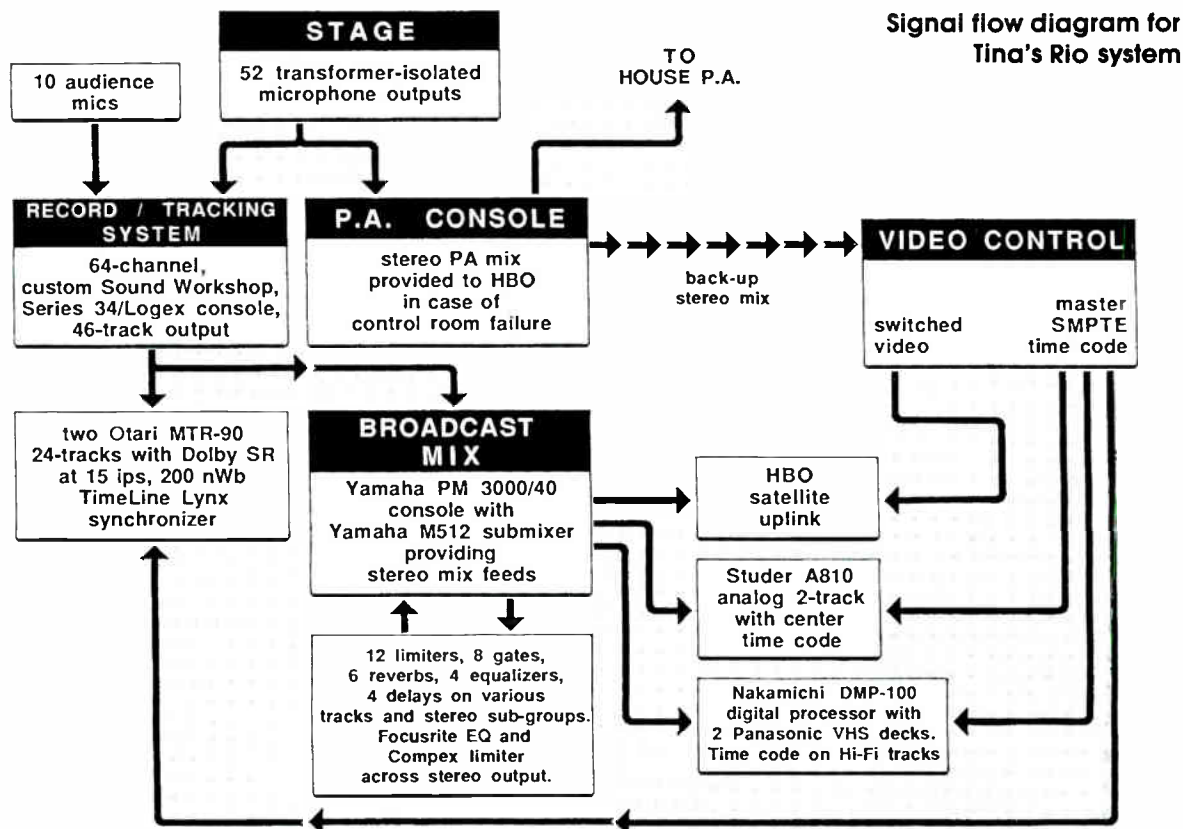 Signal flow diagram for
Tina's Rio system
STAGE
52 transformer-isolated
microphone outputs
10 audience
mics
TO
HOUSE P.A.
RECORD / TRACKING
SYSTEM
64-channel,
custom Sound Workshop,
Series 34/Logex console,
46-track output
P.A. CONSOLE
stereo PA mix
provided to HBO
in case of
control room failure
back-up
stereo mix
VIDEO CONTROL
switched
video
master
SMPTE
time code
two Otari MTR-90
24-tracks with Dolby SR
at 15 ips, 200 nWb
TimeLine Lynx
synchronizer
BROADCAST
MIX
Yamaha PM 3000/40
console with
Yamaha M512 submixer
providing
stereo mix feeds
HBO
satellite
uplink
Studer A810
analog 2-track
with center
time code
12 limiters, 8 gates,
6 reverbs, 4 equalizers,
4 delays on various
tracks and stereo sub-groups.
Focusrite EQ and
Compex limiter
across stereo output.
Nakamichi DMP-100
digital processor with
2 Panasonic VHS decks.
Time code on Hi-Fi tracks